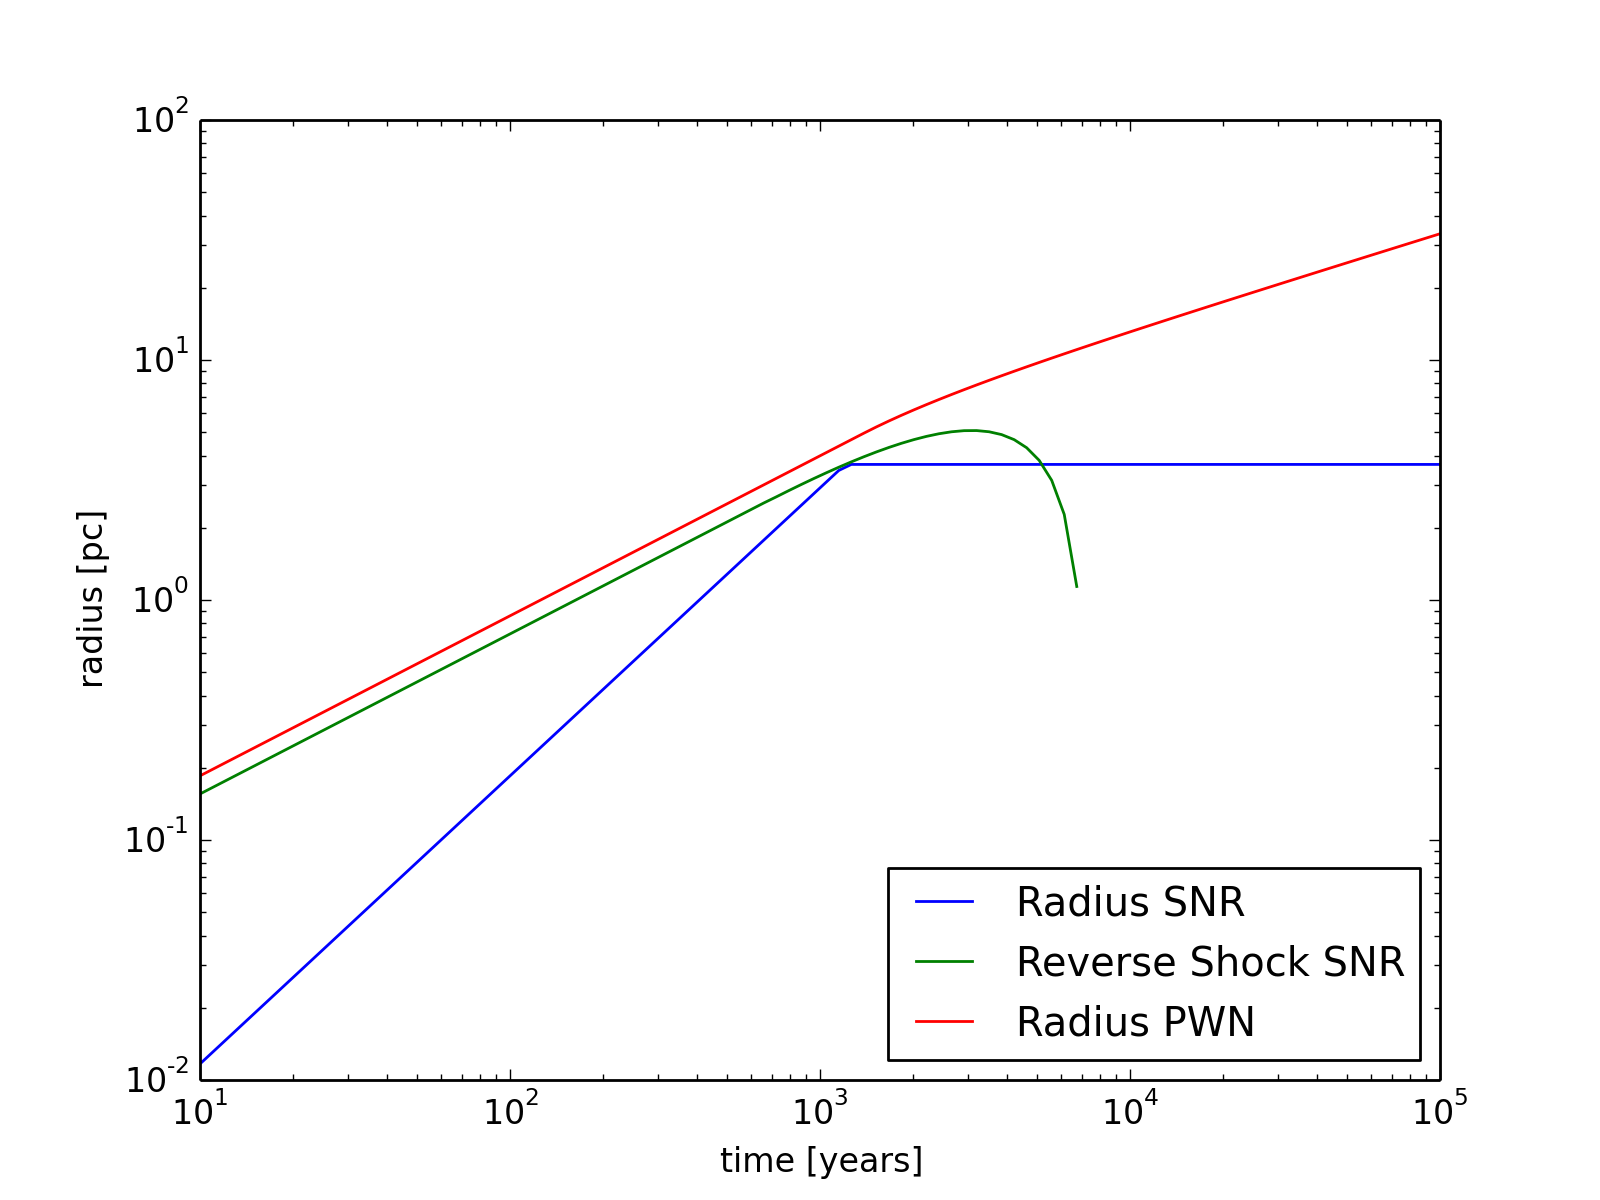 10^2
10^1
10^0
10^-1
10^-2
radius [pc]
Radius SNR
Reverse Shock SNR
Radius PWN
10^1 10^2 10^3 10^4 10^5
time [years]